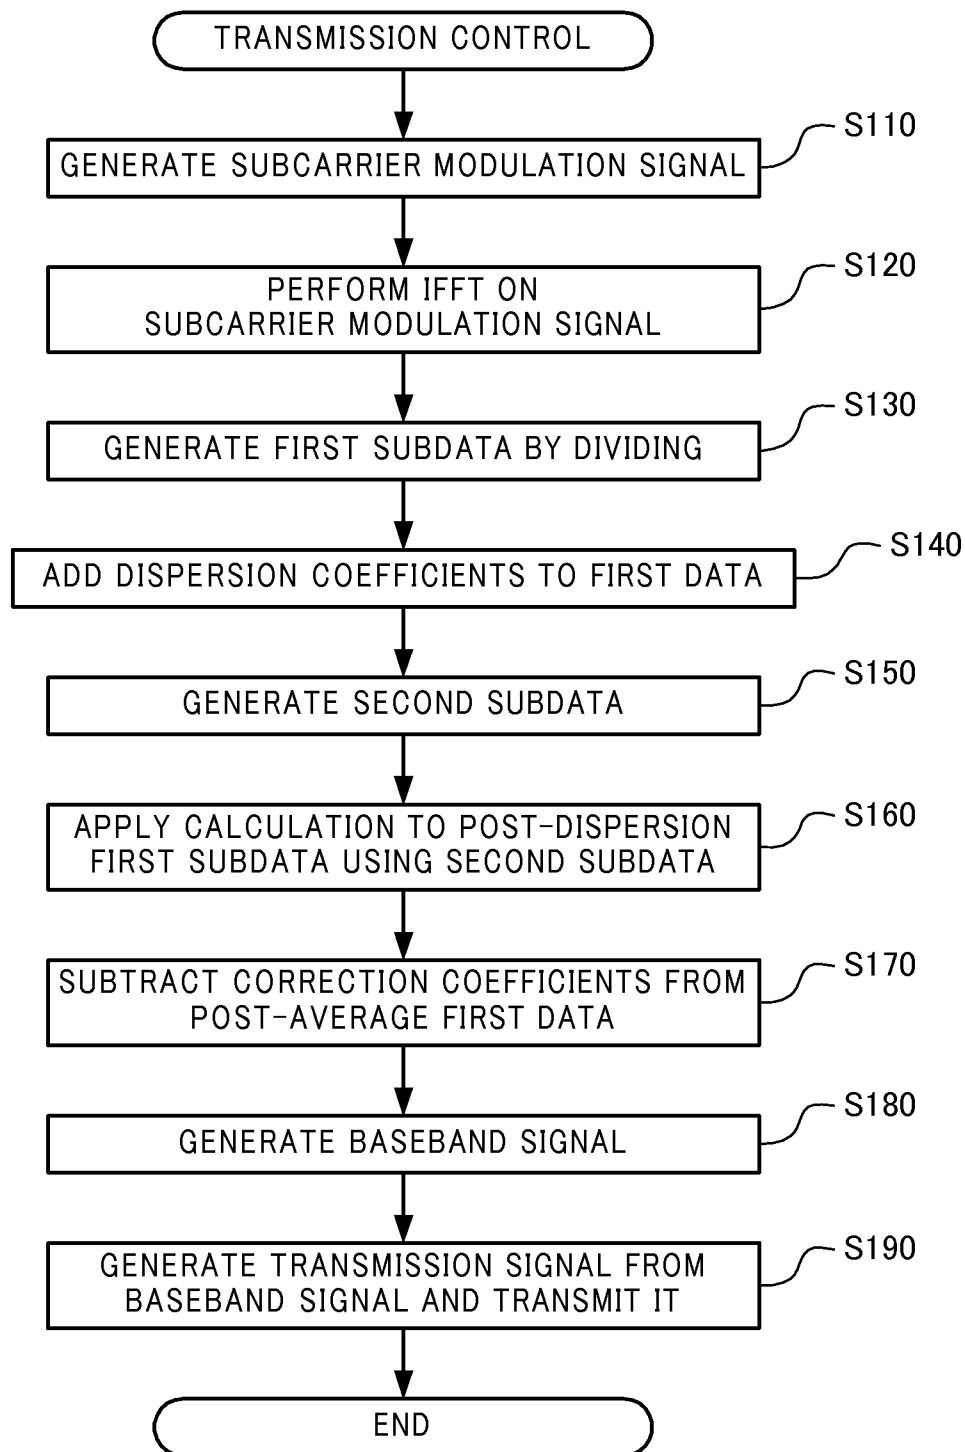 TRANSMISSION CONTROL
S110
GENERATE SUBCARRIER MODULATION SIGNAL
S120
PERFORM IFFT ON
SUBCARRIER MODULATION SIGNAL
S130
GENERATE FIRST SUBDATA BY DIVIDING
S140
ADD DISPERSION COEFFICIENTS TO FIRST DATA
S150
GENERATE SECOND SUBDATA
S160
APPLY CALCULATION TO POST-DISPERSION
FIRST SUBDATA USING SECOND SUBDATA
S170
SUBTRACT CORRECTION COEFFICIENTS FROM
POST-AVERAGE FIRST DATA
S180
GENERATE BASEBAND SIGNAL
S190
GENERATE TRANSMISSION SIGNAL FROM
BASEBAND SIGNAL AND TRANSMIT IT
END